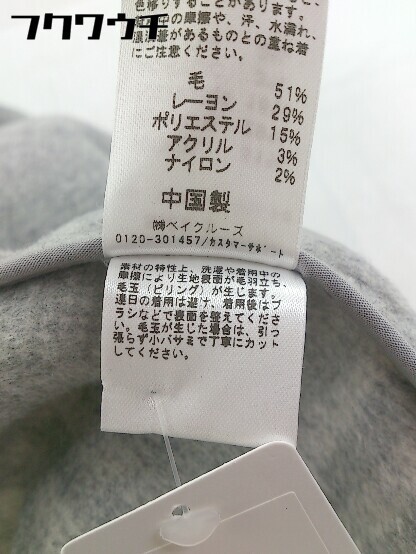 フクワウチ
色移りすることがあります。
の摩擦や、汗、水濡れ、
があるものとの重ね着
にご注意ください。
毛 51%
レーヨン 29%
ポリエステル 15%
アクリル 3%
ナイロン 2%
中国製
㈱ベイクルーズ
0120-301457/カスタマーサポート
素材の特性上、洗濯や着用中の
摩擦により生地表面が毛羽立ち、
毛玉(ピリング)が生じます。
連日の着用は避け、着用後はブ
ラシなどで表面を整えてくださ
い。毛玉が生じた場合は、引っ
張らず小バサミで丁寧にカット
してください。